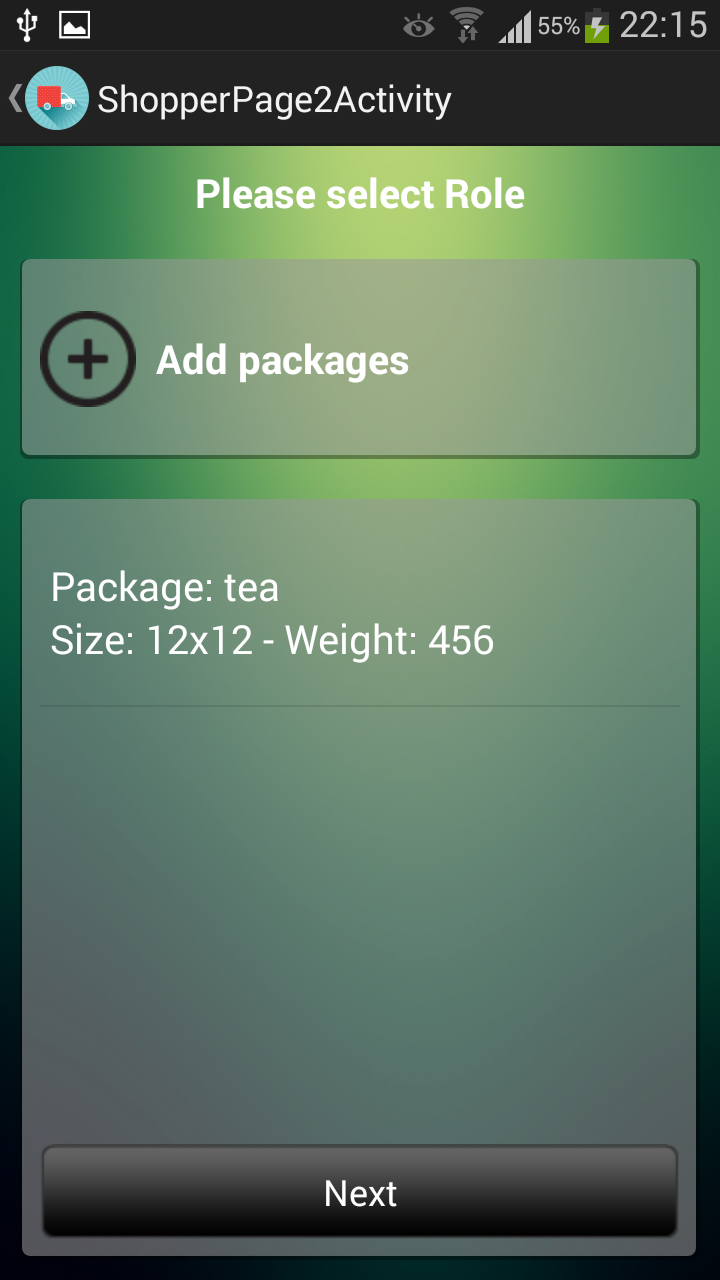 55% 22:15
ShopperPage2Activity
Please select Role
Add packages
Package: tea
Size: 12x12 - Weight: 456
Next